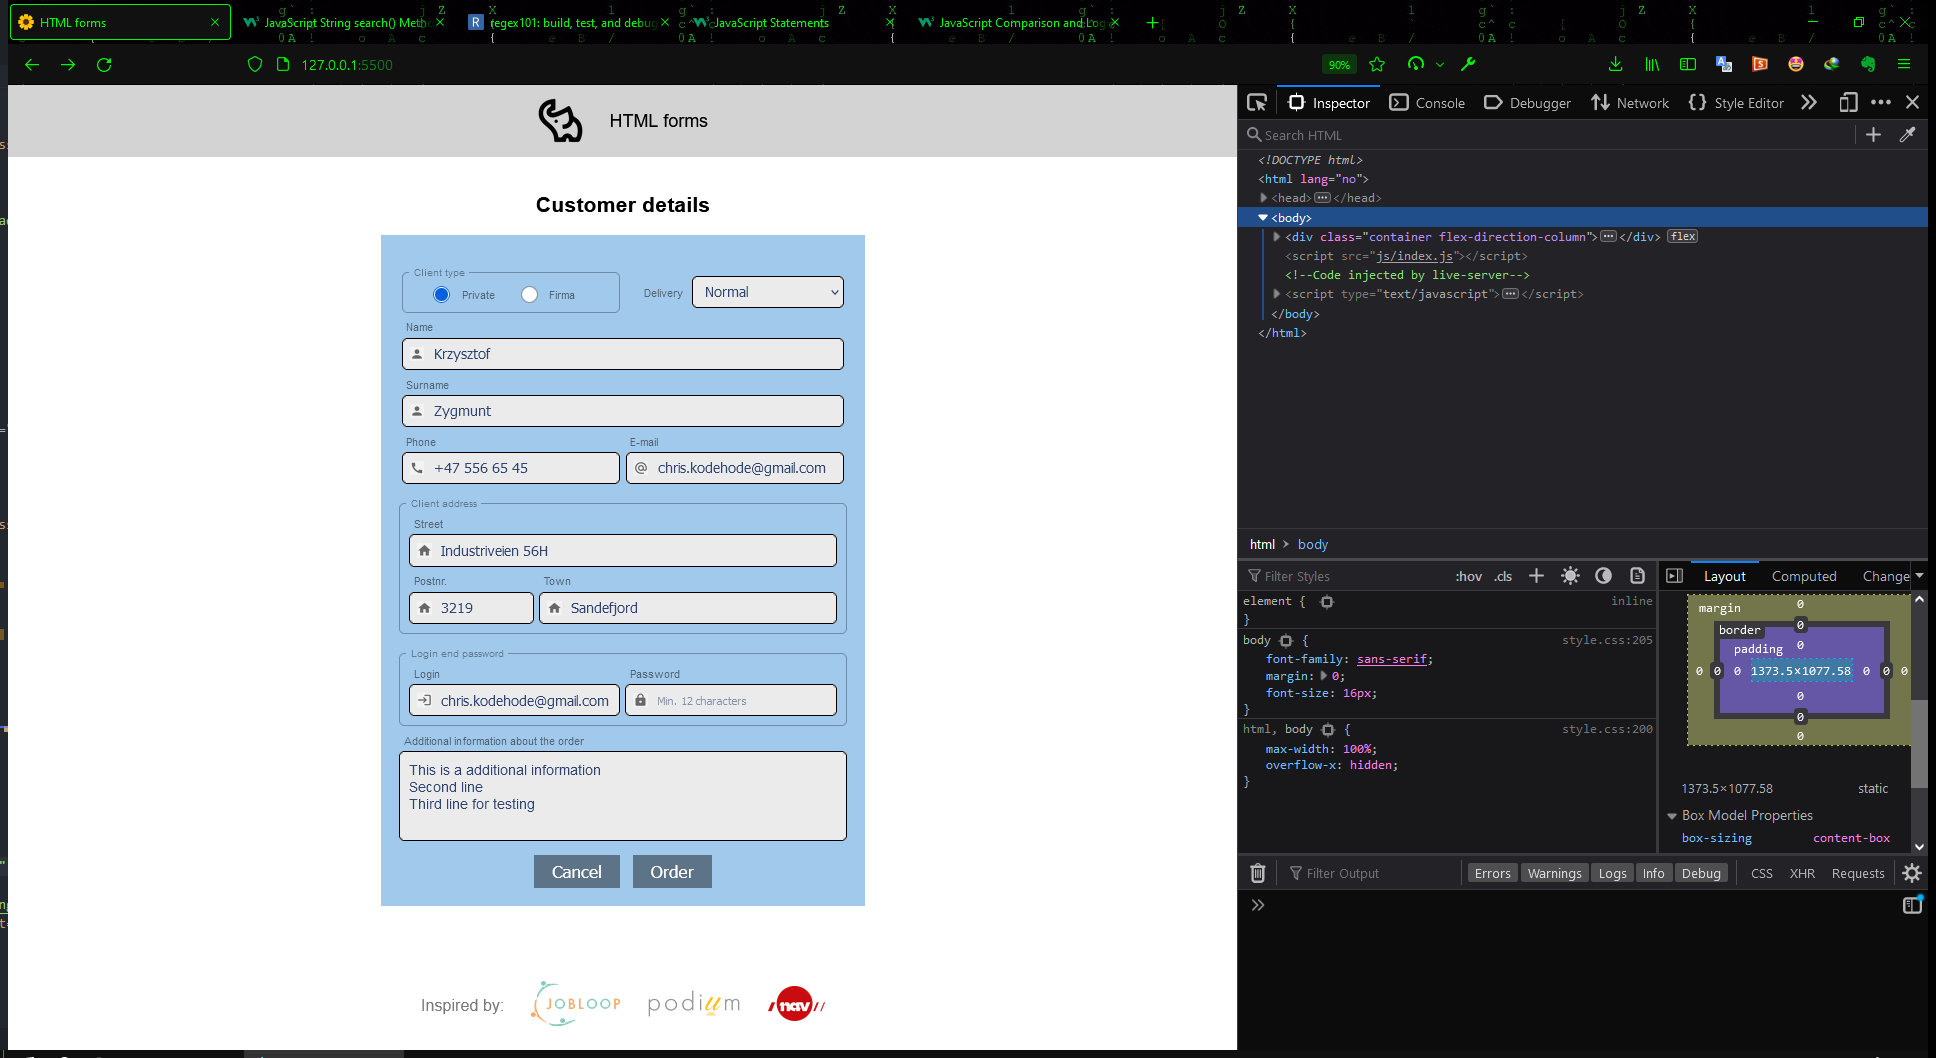 HTML forms
JavaScript String search() Meth
regex101: build, test, and debug
JavaScript Statements
JavaScript Comparison and Log
127.0.0.1:5500
90%
HTML forms
Customer details
Client type
Private
Firma
Delivery
Normal
Name
Krzysztof
Surname
Zygmunt
Phone
E-mail
+47 556 65 45
chris.kodehode@gmail.com
Client address
Street
Industriveien 56H
Postnr.
Town
3219
Sandefjord
Login end password
Login
Password
chris.kodehode@gmail.com
Min. 12 characters
Additional information about the order
This is a additional information
Second line
Third line for testing
Cancel
Order
Inspired by:
JOBLOOP
podium
nav
Inspector
Console
Debugger
Network
Style Editor
Search HTML
<!DOCTYPE html>
<html lang="no">
<head></head>
<body>
<div class="container flex-direction-column"></div> flex
<script src="js/index.js"></script>
<!--Code injected by live-server-->
<script type="text/javascript"></script>
</body>
</html>
html > body
Filter Styles
:hov .cls
element { inline
}
body { style.css:205
font-family: sans-serif;
margin: 0;
font-size: 16px;
}
html, body { style.css:200
max-width: 100%;
overflow-x: hidden;
}
Layout
Computed
Change
margin 0
border 0
padding 0
0 0 0 1373.5×1077.58 0 0 0
0
0
0
1373.5×1077.58 static
Box Model Properties
box-sizing content-box
Filter Output
Errors
Warnings
Logs
Info
Debug
CSS
XHR
Requests